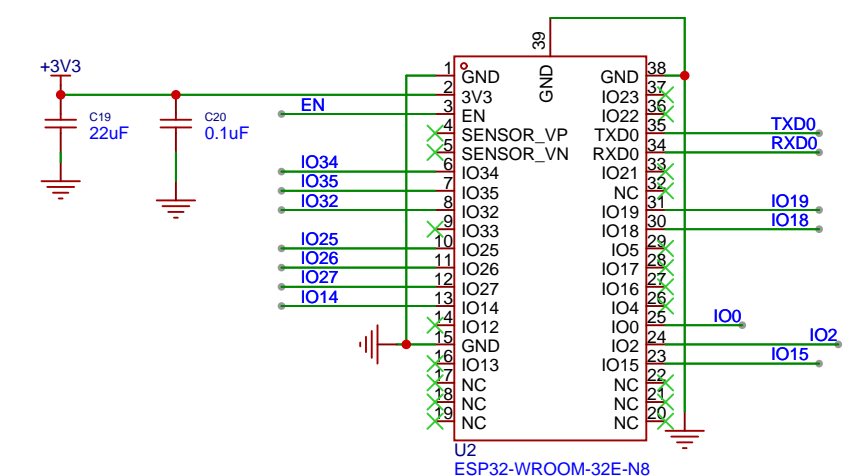 39
+3V3
C19
22uF
C20
0.1uF
GND
1 GND GND 38
2 3V3 IO23 37
EN 3 EN IO22 36
4 SENSOR_VP TXD0 35 TXD0
5 SENSOR_VN RXD0 34 RXD0
IO34 6 IO34 IO21 33
IO35 7 IO35 NC 32
IO32 8 IO32 IO19 31 IO19
9 IO33 IO18 30 IO18
IO25 10 IO25 IO5 29
IO26 11 IO26 IO17 28
IO27 12 IO27 IO16 27
IO14 13 IO14 IO4 26
14 IO12 IO0 25 IO0
15 GND IO2 24 IO2
16 IO13 IO15 23 IO15
17 NC NC 22
18 NC NC 21
19 NC NC 20
U2
ESP32-WROOM-32E-N8